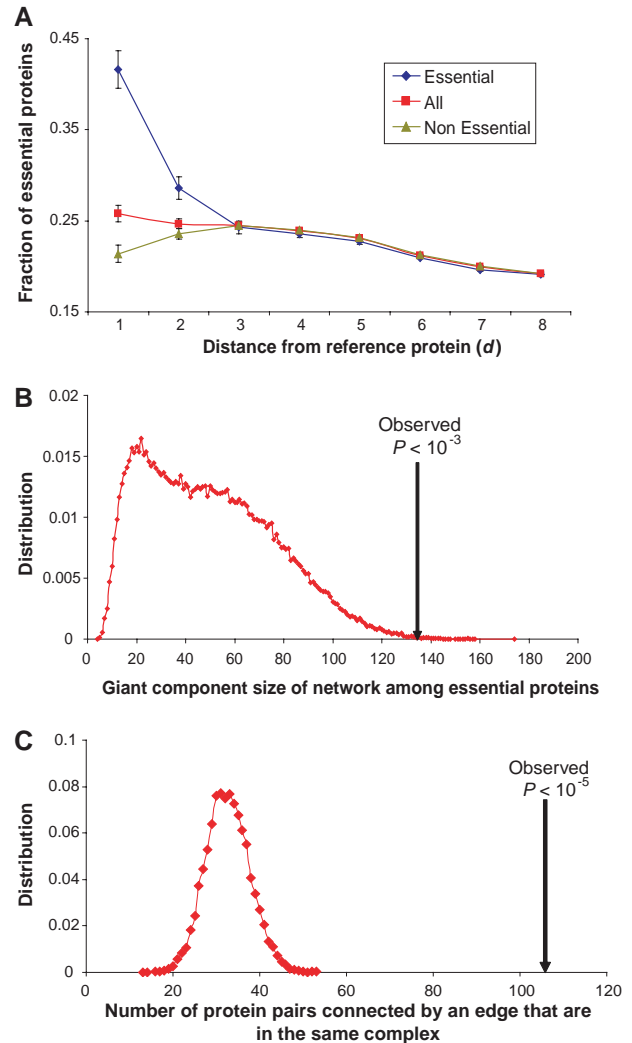 A
Fraction of essential proteins
0.45
0.35
0.25
0.15
Essential
All
Non Essential
1 2 3 4 5 6 7 8
Distance from reference protein (d)
B
Distribution
0.02
0.015
0.01
0.005
0
Observed
P < 10⁻³
0 20 40 60 80 100 120 140 160 180 200
Giant component size of network among essential proteins
C
Distribution
0.1
0.08
0.06
0.04
0.02
0
Observed
P < 10⁻⁵
0 20 40 60 80 100 120
Number of protein pairs connected by an edge that are
in the same complex